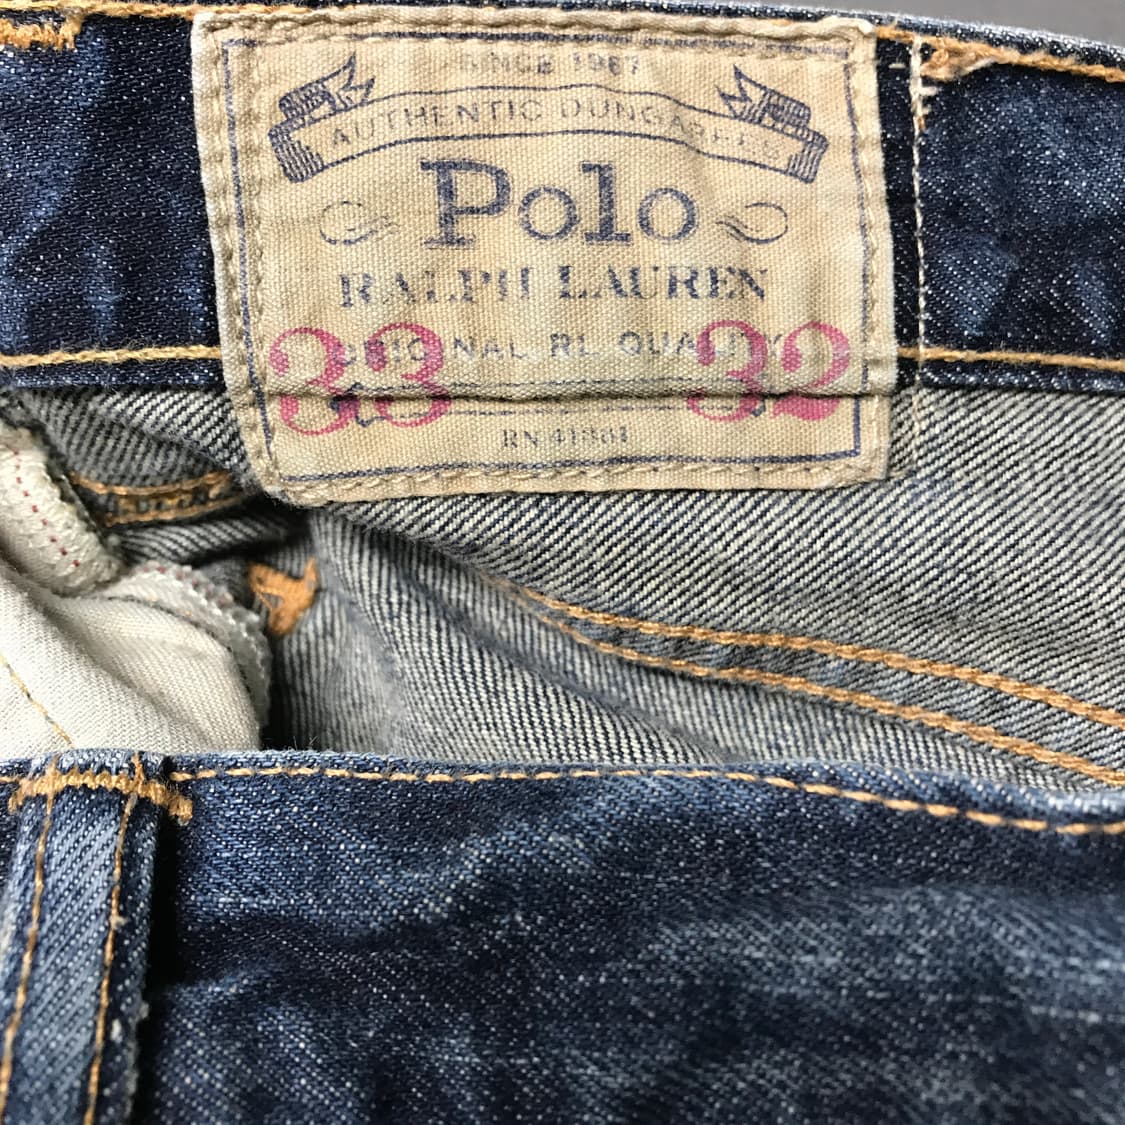 SINCE 1967
AUTHENTIC DUNGAREES
Polo
RALPH LAUREN
ORIGINAL RL QUALITY
33 32
RN 41381